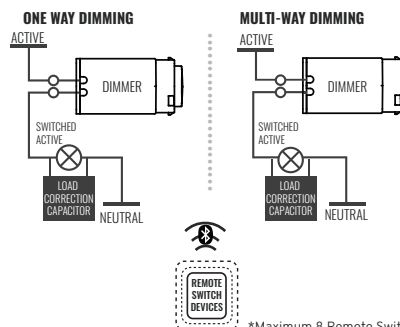 ONE WAY DIMMING
ACTIVE
DIMMER
SWITCHED
ACTIVE
LOAD
CORRECTION
CAPACITOR
NEUTRAL
MULTI-WAY DIMMING
ACTIVE
DIMMER
SWITCHED
ACTIVE
LOAD
CORRECTION
CAPACITOR
NEUTRAL
REMOTE
SWITCH
DEVICES
*Maximum 8 Remote Swit